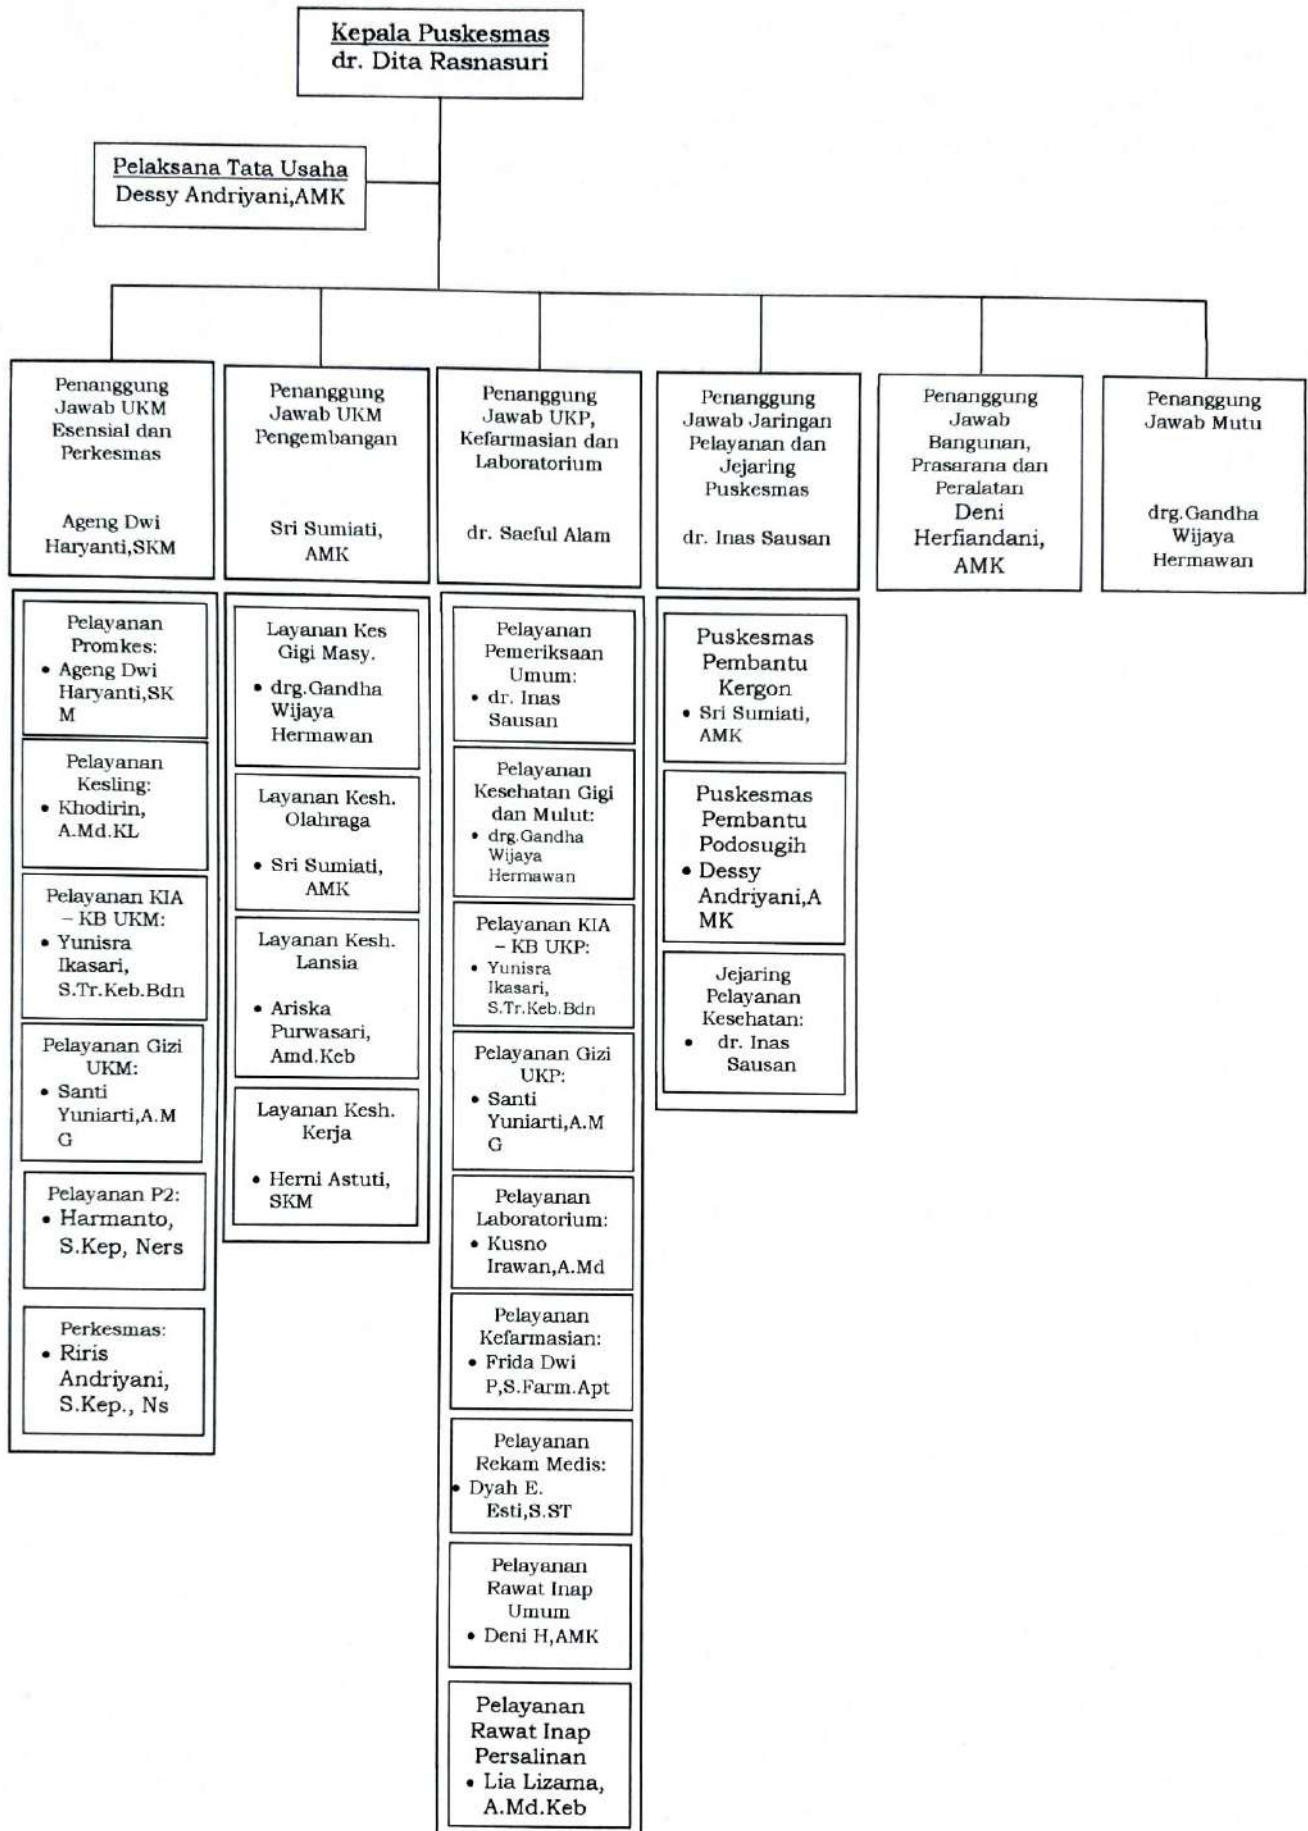 Kepala Puskesmas
dr. Dita Rasnasuri
Pelaksana Tata Usaha
Dessy Andriyani,AMK
Penanggung
Jawab UKM
Esensial dan
Perkesmas
Ageng Dwi
Haryanti,SKM
Penanggung
Jawab UKM
Pengembangan
Sri Sumiati,
AMK
Penanggung
Jawab UKP,
Kefarmasian dan
Laboratorium
dr. Saeful Alam
Penanggung
Jawab Jaringan
Pelayanan dan
Jejaring
Puskesmas
dr. Inas Sausan
Penanggung
Jawab
Bangunan,
Prasarana dan
Peralatan
Deni
Herfiandani,
AMK
Penanggung
Jawab Mutu
drg.Gandha
Wijaya
Hermawan
Pelayanan
Promkes:
• Ageng Dwi
Haryanti,SK
M
Pelayanan
Kesling:
• Khodirin,
A.Md.KL
Pelayanan KIA
– KB UKM:
• Yunisra
Ikasari,
S.Tr.Keb.Bdn
Pelayanan Gizi
UKM:
• Santi
Yuniarti,A.M
G
Pelayanan P2:
• Harmanto,
S.Kep, Ners
Perkesmas:
• Riris
Andriyani,
S.Kep., Ns
Layanan Kes
Gigi Masy.
• drg.Gandha
Wijaya
Hermawan
Layanan Kesh.
Olahraga
• Sri Sumiati,
AMK
Layanan Kesh.
Lansia
• Ariska
Purwasari,
Amd.Keb
Layanan Kesh.
Kerja
• Herni Astuti,
SKM
Pelayanan
Pemeriksaan
Umum:
• dr. Inas
Sausan
Pelayanan
Kesehatan Gigi
dan Mulut:
• drg.Gandha
Wijaya
Hermawan
Pelayanan KIA
– KB UKP:
• Yunisra
Ikasari,
S.Tr.Keb.Bdn
Pelayanan Gizi
UKP:
• Santi
Yuniarti,A.M
G
Pelayanan
Laboratorium:
• Kusno
Irawan,A.Md
Pelayanan
Kefarmasian:
• Frida Dwi
P,S.Farm.Apt
Pelayanan
Rekam Medis:
• Dyah E.
Esti,S.ST
Pelayanan
Rawat Inap
Umum
• Deni H,AMK
Pelayanan
Rawat Inap
Persalinan
• Lia Lizama,
A.Md.Keb
Puskesmas
Pembantu
Kergon
• Sri Sumiati,
AMK
Puskesmas
Pembantu
Podosugih
• Dessy
Andriyani,A
MK
Jejaring
Pelayanan
Kesehatan:
• dr. Inas
Sausan